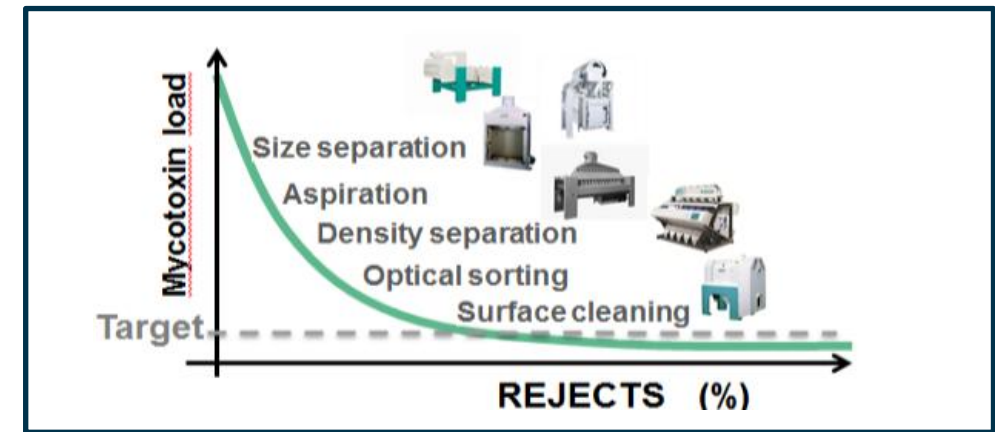 Mycotoxin load
Size separation
Aspiration
Density separation
Optical sorting
Surface cleaning
Target
REJECTS (%)